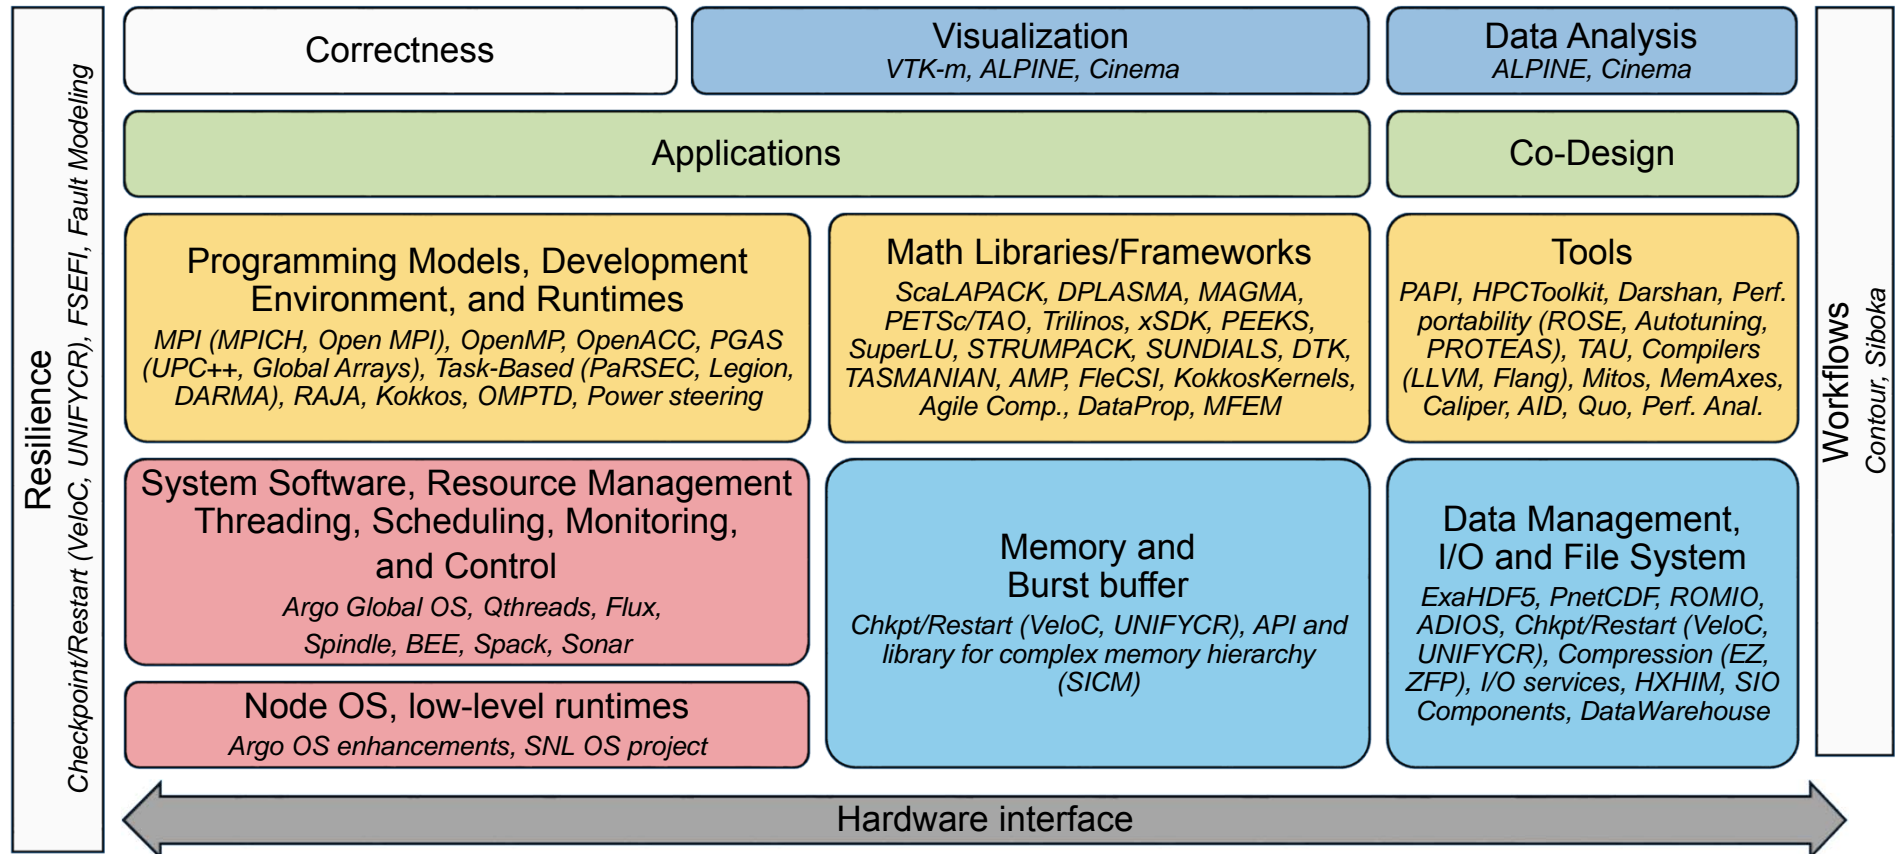 Resilience
Checkpoint/Restart (VeloC, UNIFYCR), FSEFI, Fault Modeling
Correctness
Visualization
VTK-m, ALPINE, Cinema
Data Analysis
ALPINE, Cinema
Applications
Co-Design
Programming Models, Development
Environment, and Runtimes
MPI (MPICH, Open MPI), OpenMP, OpenACC, PGAS
(UPC++, Global Arrays), Task-Based (PaRSEC, Legion,
DARMA), RAJA, Kokkos, OMPTD, Power steering
Math Libraries/Frameworks
ScaLAPACK, DPLASMA, MAGMA,
PETSc/TAO, Trilinos, xSDK, PEEKS,
SuperLU, STRUMPACK, SUNDIALS, DTK,
TASMANIAN, AMP, FleCSI, KokkosKernels,
Agile Comp., DataProp, MFEM
Tools
PAPI, HPCToolkit, Darshan, Perf.
portability (ROSE, Autotuning,
PROTEAS), TAU, Compilers
(LLVM, Flang), Mitos, MemAxes,
Caliper, AID, Quo, Perf. Anal.
System Software, Resource Management
Threading, Scheduling, Monitoring,
and Control
Argo Global OS, Qthreads, Flux,
Spindle, BEE, Spack, Sonar
Node OS, low-level runtimes
Argo OS enhancements, SNL OS project
Memory and
Burst buffer
Chkpt/Restart (VeloC, UNIFYCR), API and
library for complex memory hierarchy
(SICM)
Data Management,
I/O and File System
ExaHDF5, PnetCDF, ROMIO,
ADIOS, Chkpt/Restart (VeloC,
UNIFYCR), Compression (EZ,
ZFP), I/O services, HXHIM, SIO
Components, DataWarehouse
Workflows
Contour, Siboka
Hardware interface